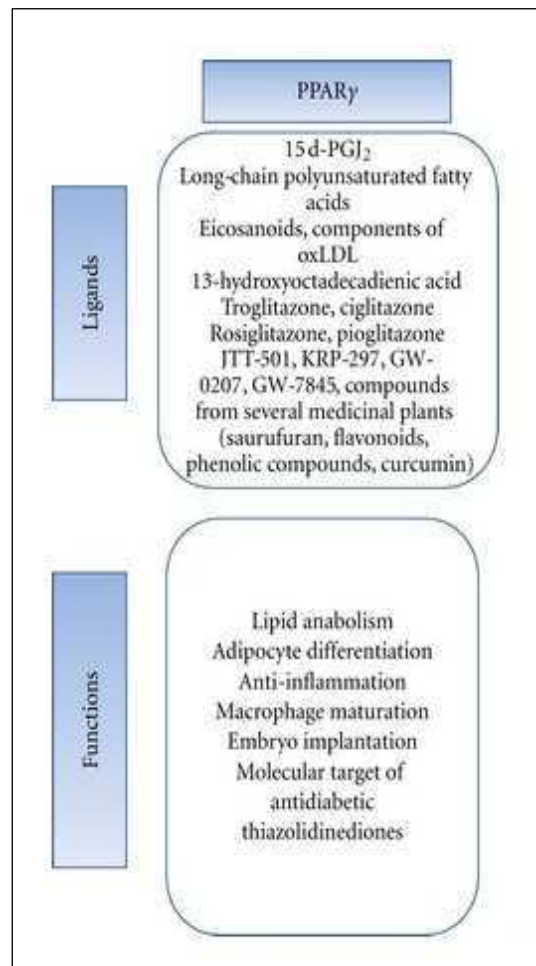 PPARγ
Ligands
15 d-PGJ₂
Long-chain polyunsaturated fatty
acids
Eicosanoids, components of
oxLDL
13-hydroxyoctadecadienic acid
Troglitazone, ciglitazone
Rosiglitazone, pioglitazone
JTT-501, KRP-297, GW-
0207, GW-7845, compounds
from several medicinal plants
(saurufuran, flavonoids,
phenolic compounds, curcumin)
Functions
Lipid anabolism
Adipocyte differentiation
Anti-inflammation
Macrophage maturation
Embryo implantation
Molecular target of
antidiabetic
thiazolidinediones